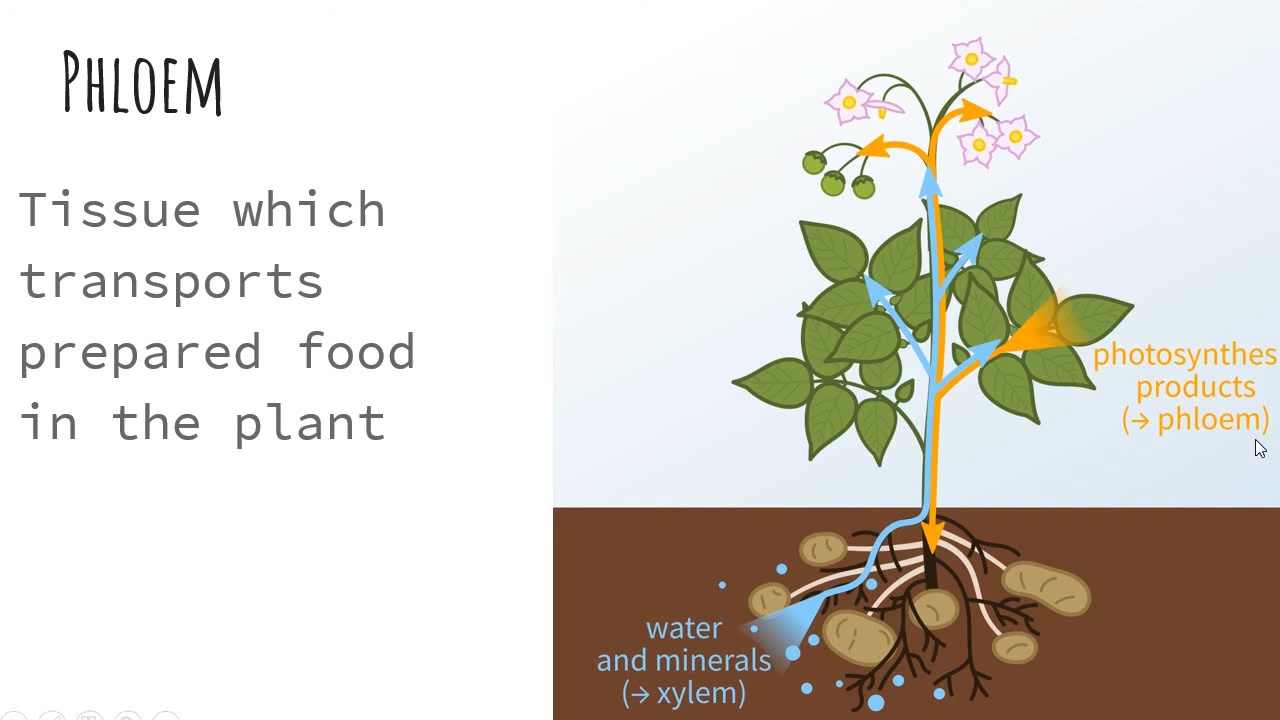 Phloem
Tissue which
transports
prepared food
in the plant
photosynthes
products
(→ phloem)
water
and minerals
(→ xylem)